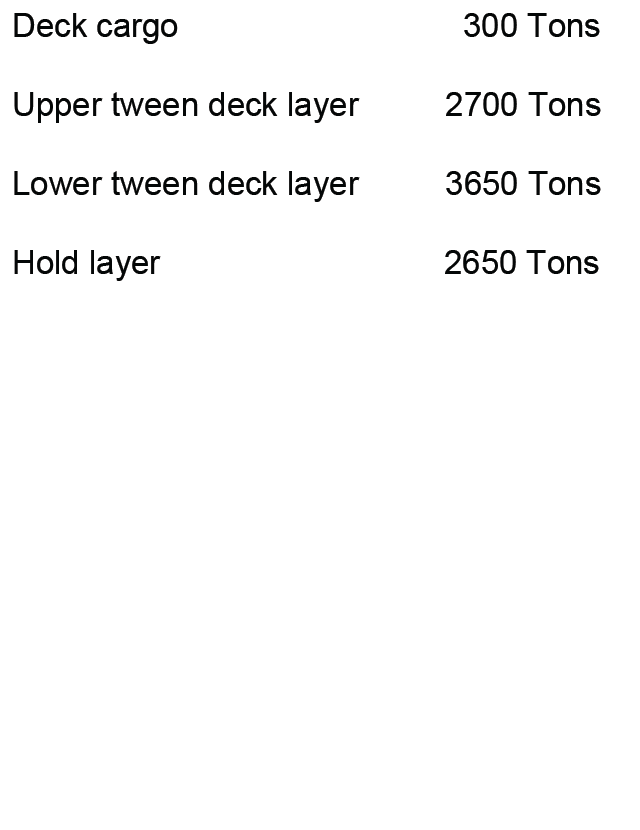 Deck cargo 300 Tons
Upper tween deck layer 2700 Tons
Lower tween deck layer 3650 Tons
Hold layer 2650 Tons